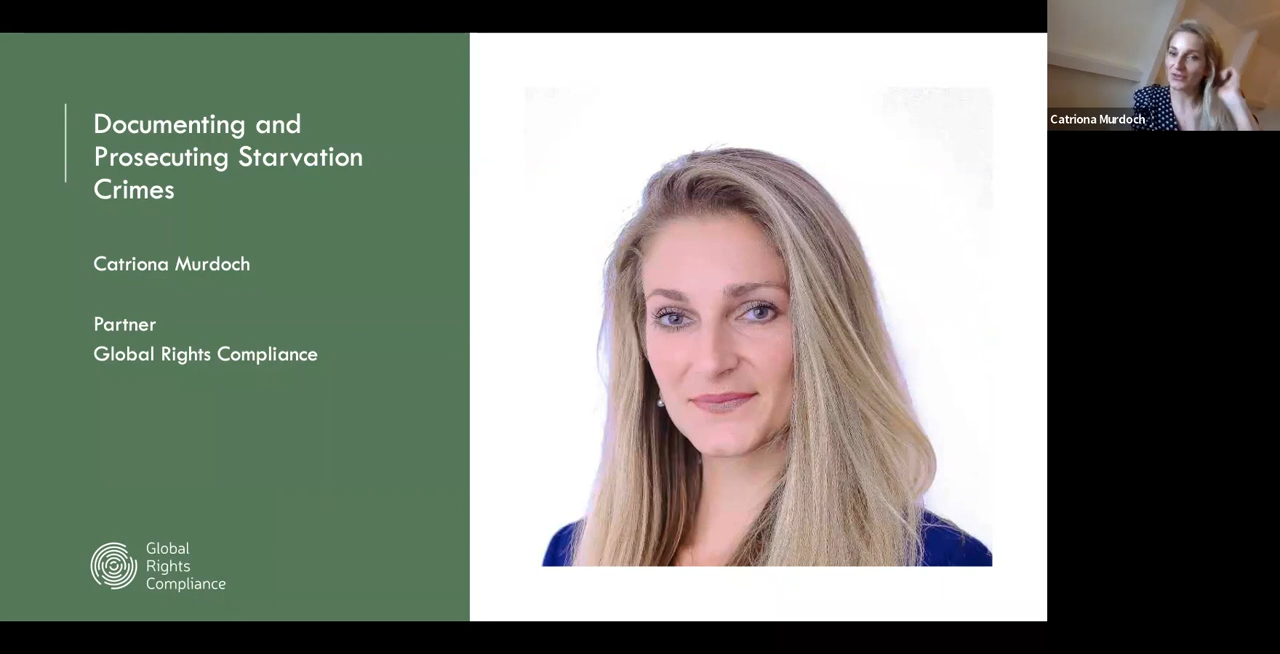 Documenting and
Prosecuting Starvation
Crimes
Catriona Murdoch
Partner
Global Rights Compliance
Global
Rights
Compliance
Catriona Murdoch